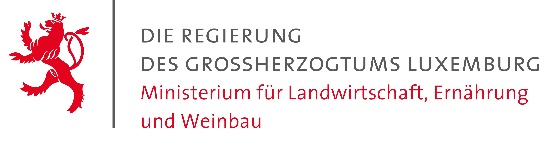 DIE REGIERUNG
DES GROSSHERZOGTUMS LUXEMBURG
Ministerium für Landwirtschaft, Ernährung
und Weinbau